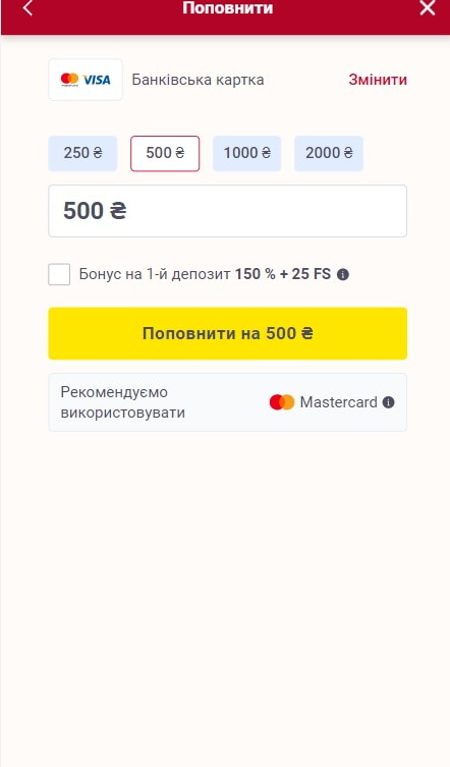 Поповнити
VISA Банківська картка Змінити
250 ₴ 500 ₴ 1000 ₴ 2000 ₴
500 ₴
Бонус на 1-й депозит 150 % + 25 FS
Поповнити на 500 ₴
Рекомендуємо
використовувати
Mastercard